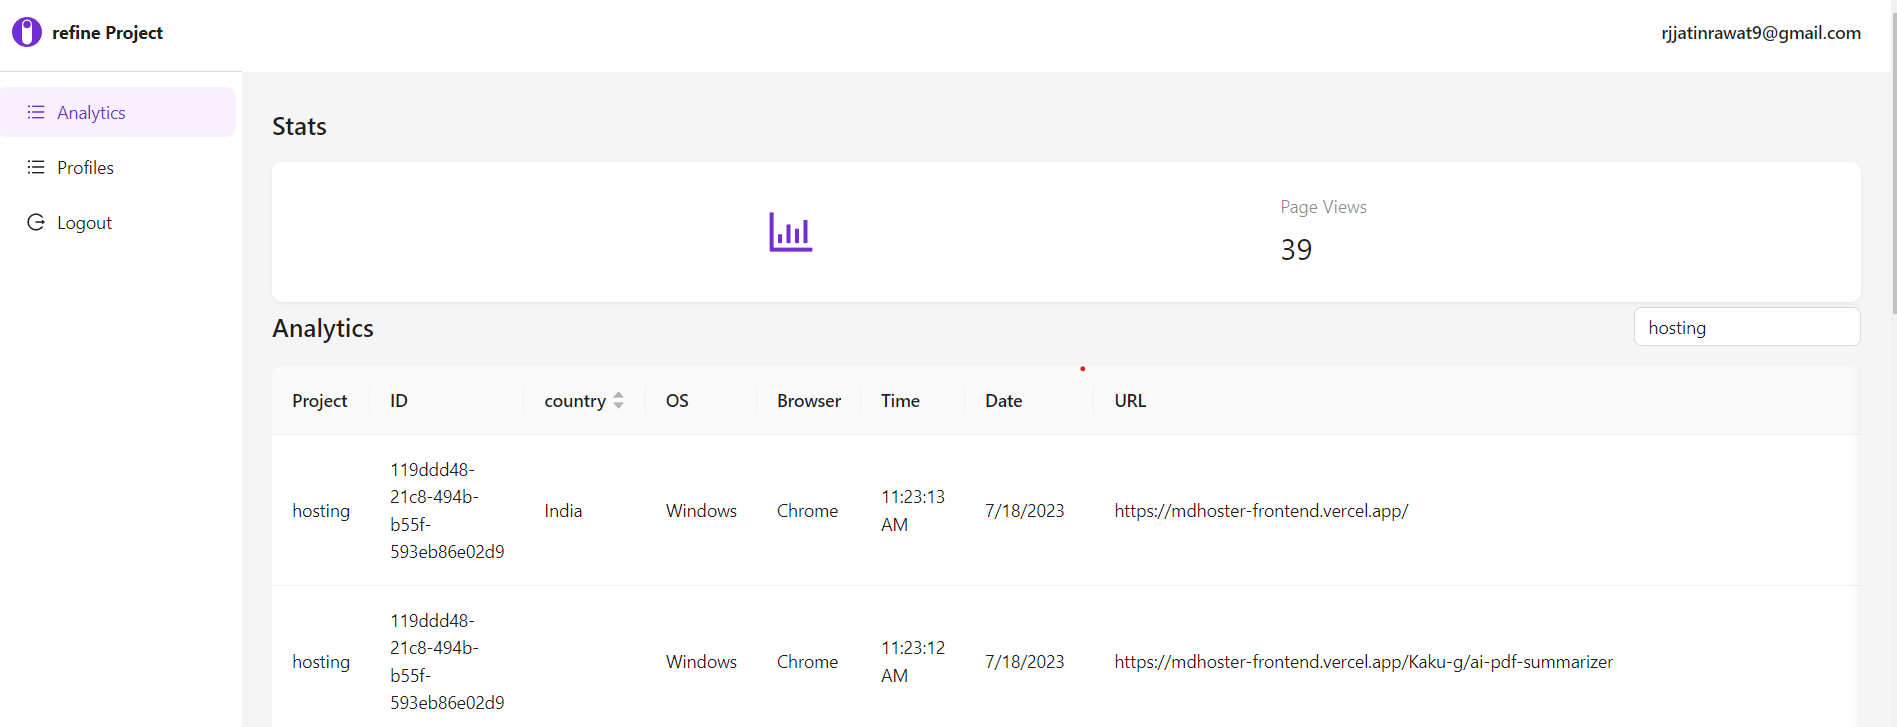 refine Project
rjjatinrawat9@gmail.com
Analytics
Profiles
Logout
Stats
Page Views
39
Analytics
hosting
Project ID country OS Browser Time Date URL
hosting
119ddd48-
21c8-494b-
b55f-
593eb86e02d9
India
Windows
Chrome
11:23:13
AM
7/18/2023
https://mdhoster-frontend.vercel.app/
hosting
119ddd48-
21c8-494b-
b55f-
593eb86e02d9
Windows
Chrome
11:23:12
AM
7/18/2023
https://mdhoster-frontend.vercel.app/Kaku-g/ai-pdf-summarizer